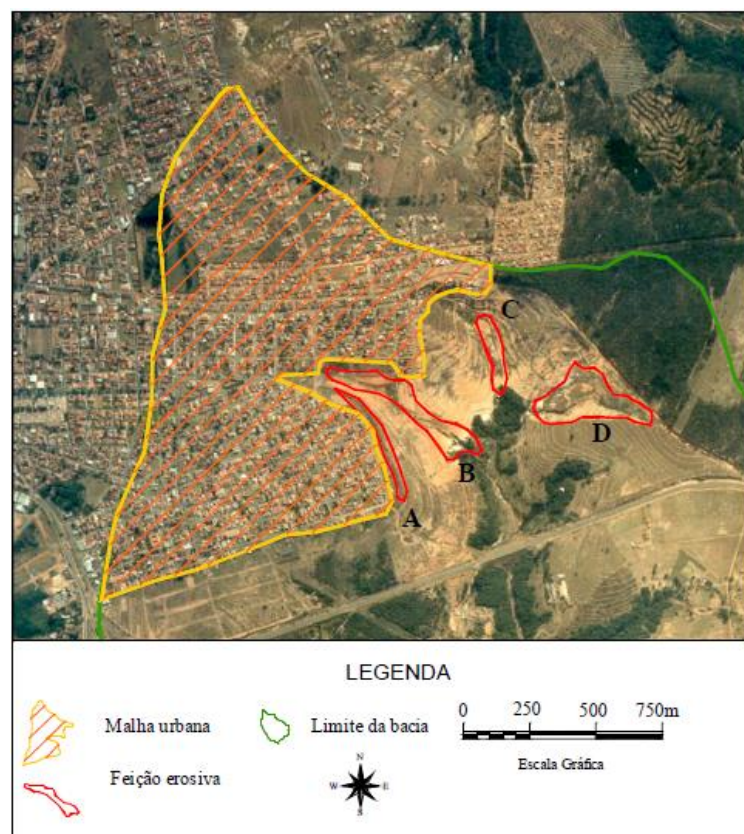 C
D
B
A
LEGENDA
Malha urbana
Limite da bacia
0 250 500 750m
Escala Gráfica
Feição erosiva
N
W E
S